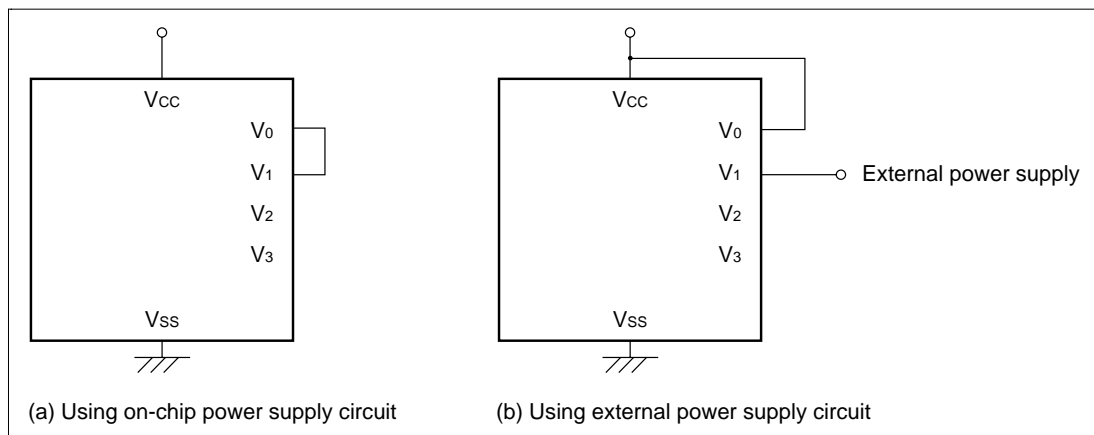 VCC
V0
V1
V2
V3
VSS
(a) Using on-chip power supply circuit
VCC
V0
V1
External power supply
V2
V3
VSS
(b) Using external power supply circuit